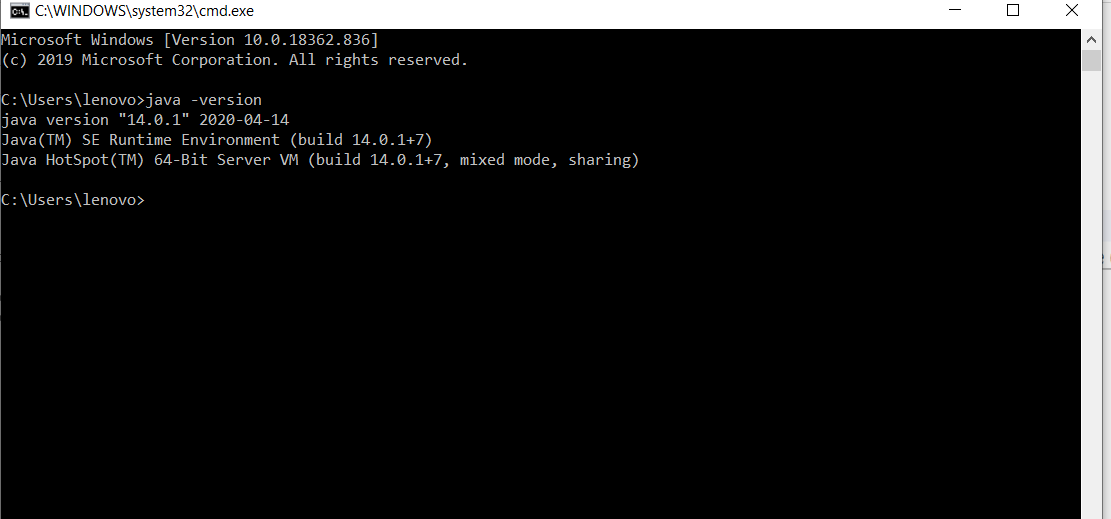 C:\WINDOWS\system32\cmd.exe
Microsoft Windows [Version 10.0.18362.836]
(c) 2019 Microsoft Corporation. All rights reserved.
C:\Users\lenovo>java -version
java version "14.0.1" 2020-04-14
Java(TM) SE Runtime Environment (build 14.0.1+7)
Java HotSpot(TM) 64-Bit Server VM (build 14.0.1+7, mixed mode, sharing)
C:\Users\lenovo>